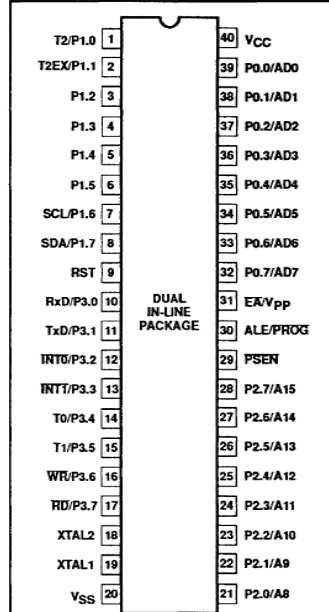 T2/P1.0 1 40 VCC
T2EX/P1.1 2 39 P0.0/AD0
P1.2 3 38 P0.1/AD1
P1.3 4 37 P0.2/AD2
P1.4 5 36 P0.3/AD3
P1.5 6 35 P0.4/AD4
SCL/P1.6 7 34 P0.5/AD5
SDA/P1.7 8 33 P0.6/AD6
RST 9 32 P0.7/AD7
RxD/P3.0 10 DUAL 31 EA/VPP
IN-LINE
TxD/P3.1 11 PACKAGE 30 ALE/PROG
INT0/P3.2 12 29 PSEN
INT1/P3.3 13 28 P2.7/A15
T0/P3.4 14 27 P2.6/A14
T1/P3.5 15 26 P2.5/A13
WR/P3.6 16 25 P2.4/A12
RD/P3.7 17 24 P2.3/A11
XTAL2 18 23 P2.2/A10
XTAL1 19 22 P2.1/A9
VSS 20 21 P2.0/A8